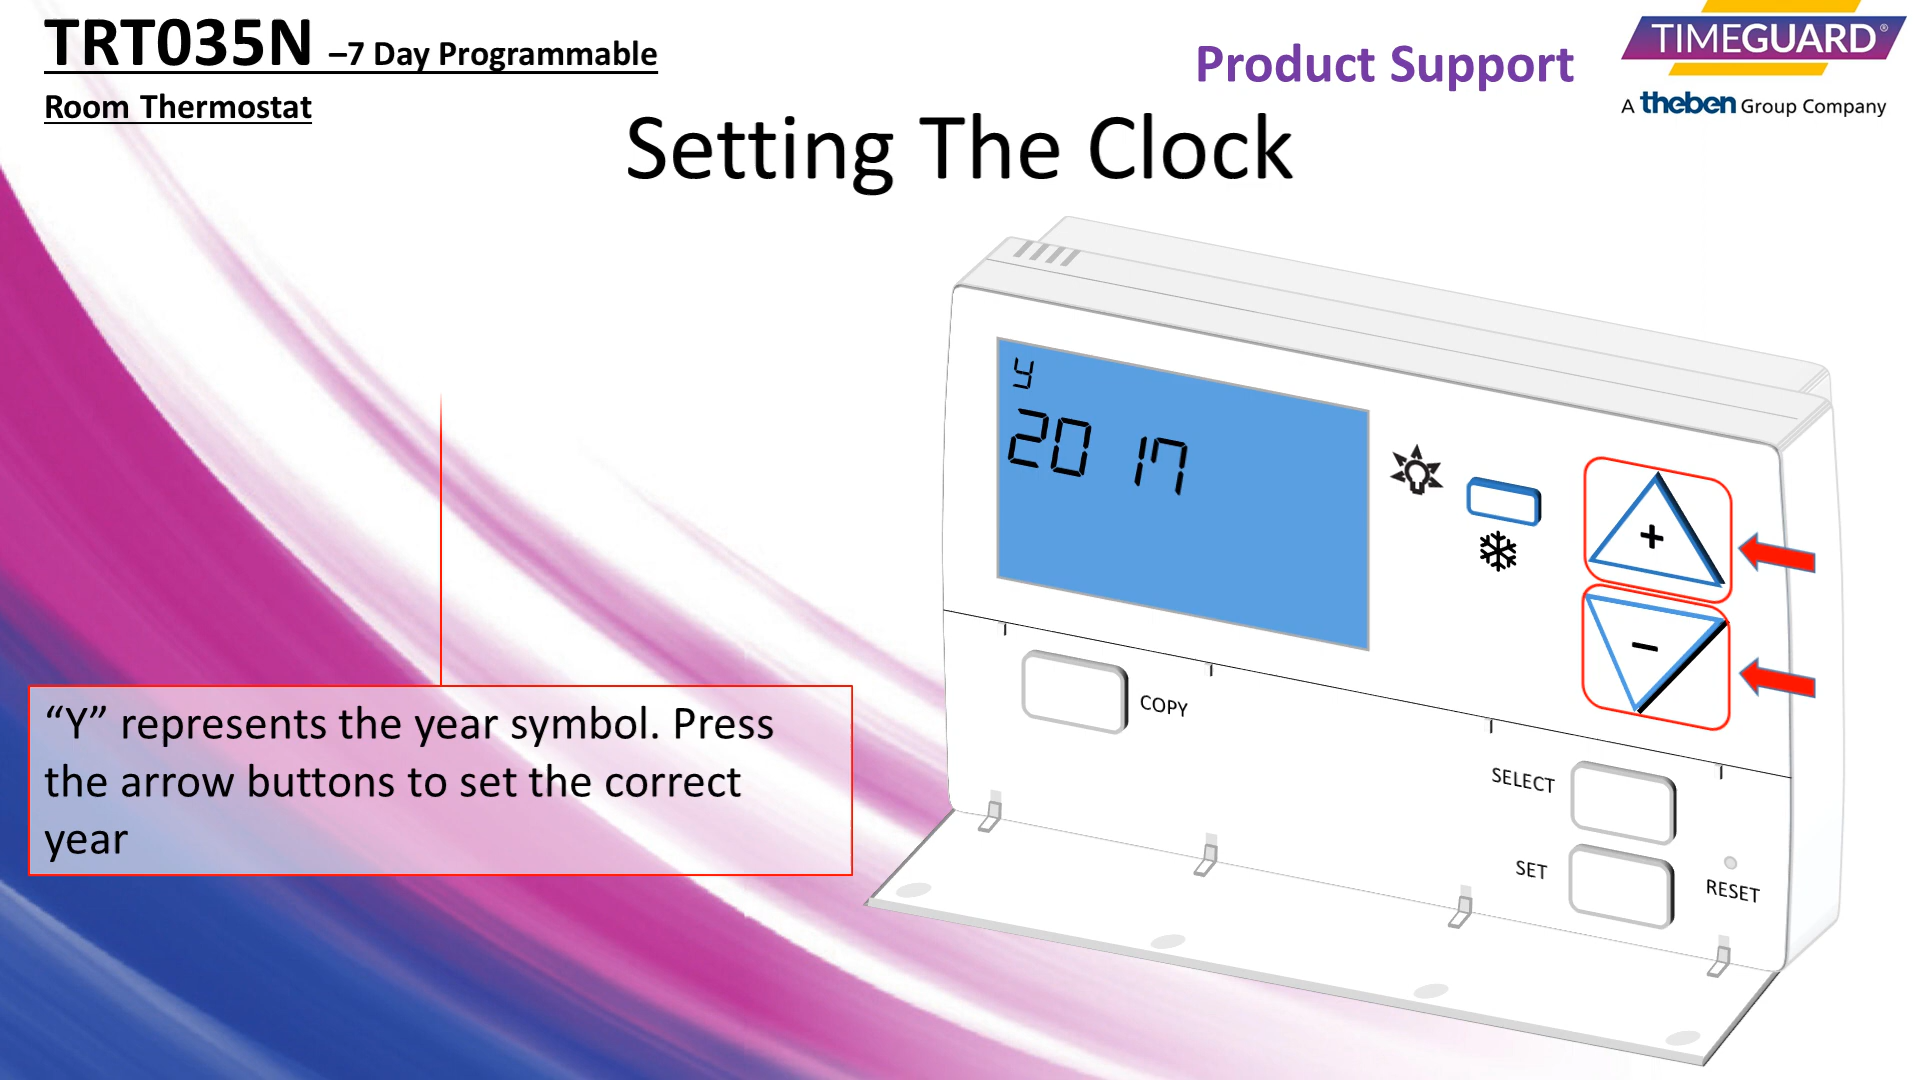 TRT035N –7 Day Programmable
Room Thermostat
Product Support
TIMEGUARD®
A theben Group Company
Setting The Clock
Y
20 17
+
−
COPY
SELECT
SET
RESET
“Y” represents the year symbol. Press
the arrow buttons to set the correct
year